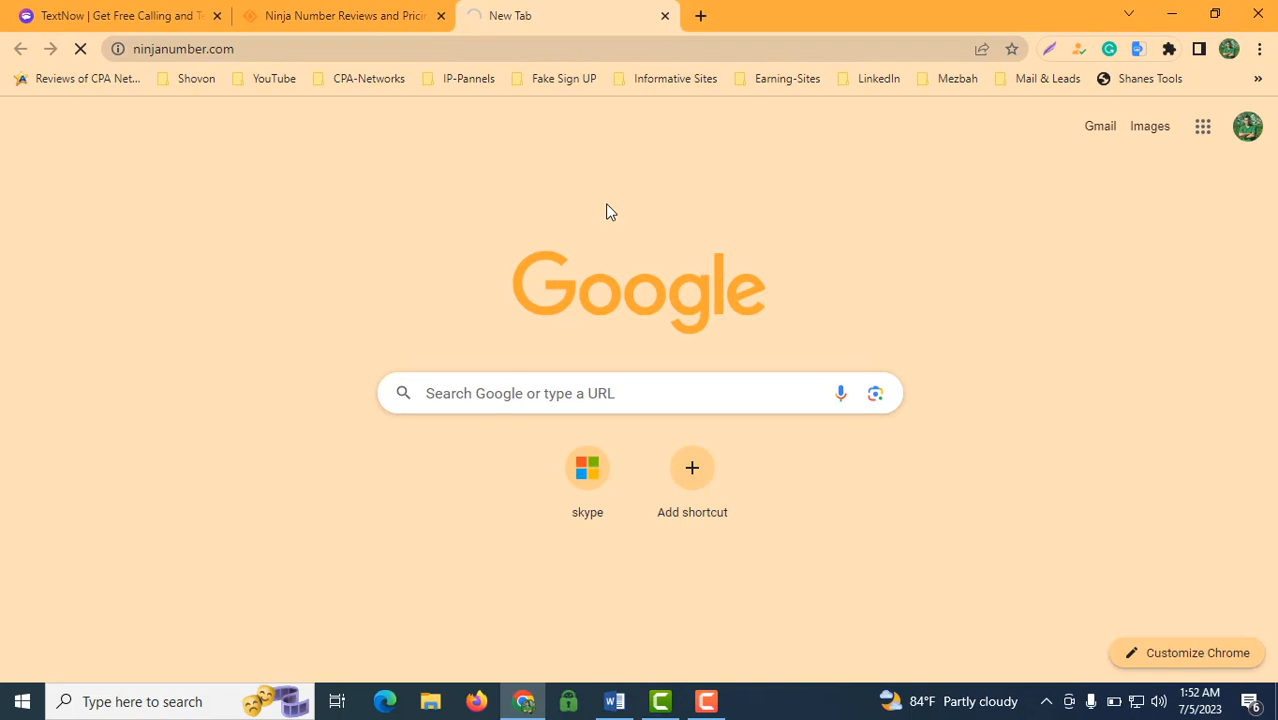 TextNow | Get Free Calling and Te
Ninja Number Reviews and Pricin
New Tab
ninjanumber.com
Reviews of CPA Net...
Shovon
YouTube
CPA-Networks
IP-Pannels
Fake Sign UP
Informative Sites
Earning-Sites
LinkedIn
Mezbah
Mail & Leads
Shanes Tools
»
Gmail
Images
Google
Search Google or type a URL
skype
Add shortcut
Customize Chrome
Type here to search
84°F Partly cloudy
1:52 AM
7/5/2023
6